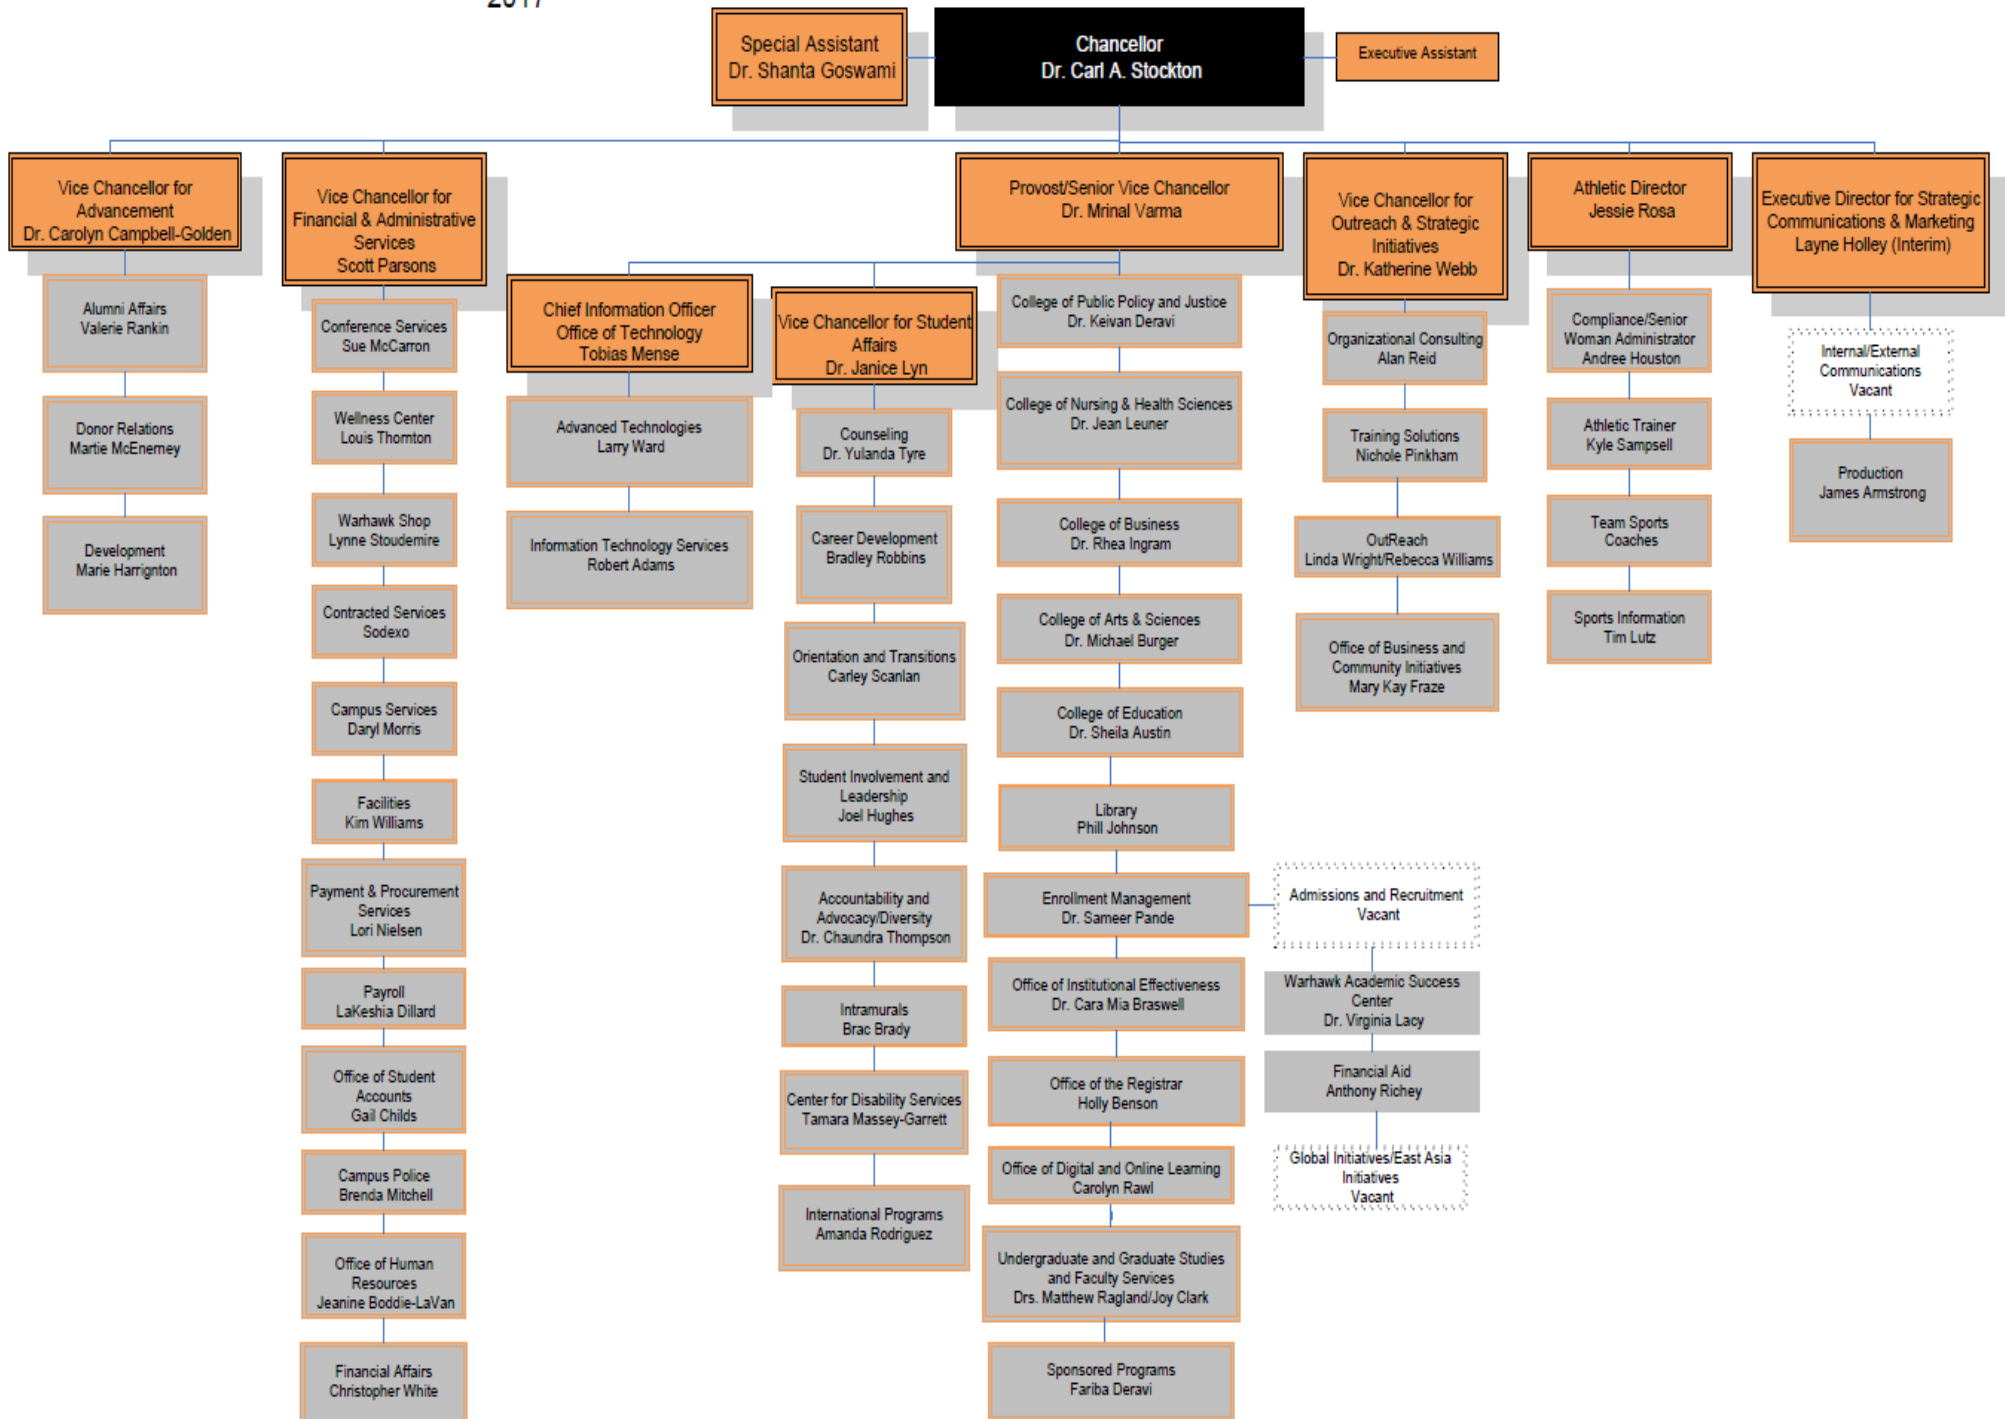 2017
Special Assistant
Dr. Shanta Goswami
Chancellor
Dr. Carl A. Stockton
Executive Assistant
Vice Chancellor for
Advancement
Dr. Carolyn Campbell-Golden
Vice Chancellor for
Financial & Administrative
Services
Scott Parsons
Provost/Senior Vice Chancellor
Dr. Mrinal Varma
Vice Chancellor for
Outreach & Strategic
Initiatives
Dr. Katherine Webb
Athletic Director
Jessie Rosa
Executive Director for Strategic
Communications & Marketing
Layne Holley (Interim)
Alumni Affairs
Valerie Rankin
Donor Relations
Martie McEnerney
Development
Marie Harrignton
Conference Services
Sue McCarron
Wellness Center
Louis Thornton
Warhawk Shop
Lynne Stoudemire
Contracted Services
Sodexo
Campus Services
Daryl Morris
Facilities
Kim Williams
Payment & Procurement
Services
Lori Nielsen
Payroll
LaKeshia Dillard
Office of Student
Accounts
Gail Childs
Campus Police
Brenda Mitchell
Office of Human
Resources
Jeanine Boddie-LaVan
Financial Affairs
Christopher White
Chief Information Officer
Office of Technology
Tobias Mense
Advanced Technologies
Larry Ward
Information Technology Services
Robert Adams
Vice Chancellor for Student
Affairs
Dr. Janice Lyn
Counseling
Dr. Yulanda Tyre
Career Development
Bradley Robbins
Orientation and Transitions
Carley Scanlan
Student Involvement and
Leadership
Joel Hughes
Accountability and
Advocacy/Diversity
Dr. Chaundra Thompson
Intramurals
Brac Brady
Center for Disability Services
Tamara Massey-Garrett
International Programs
Amanda Rodriguez
College of Public Policy and Justice
Dr. Keivan Deravi
College of Nursing & Health Sciences
Dr. Jean Leuner
College of Business
Dr. Rhea Ingram
College of Arts & Sciences
Dr. Michael Burger
College of Education
Dr. Sheila Austin
Library
Phill Johnson
Enrollment Management
Dr. Sameer Pande
Office of Institutional Effectiveness
Dr. Cara Mia Braswell
Office of the Registrar
Holly Benson
Office of Digital and Online Learning
Carolyn Rawl
Undergraduate and Graduate Studies
and Faculty Services
Drs. Matthew Ragland/Joy Clark
Sponsored Programs
Fariba Deravi
Admissions and Recruitment
Vacant
Warhawk Academic Success
Center
Dr. Virginia Lacy
Financial Aid
Anthony Richey
Global Initiatives/East Asia
Initiatives
Vacant
Organizational Consulting
Alan Reid
Training Solutions
Nichole Pinkham
OutReach
Linda Wright/Rebecca Williams
Office of Business and
Community Initiatives
Mary Kay Fraze
Compliance/Senior
Woman Administrator
Andree Houston
Athletic Trainer
Kyle Sampsell
Team Sports
Coaches
Sports Information
Tim Lutz
Internal/External
Communications
Vacant
Production
James Armstrong